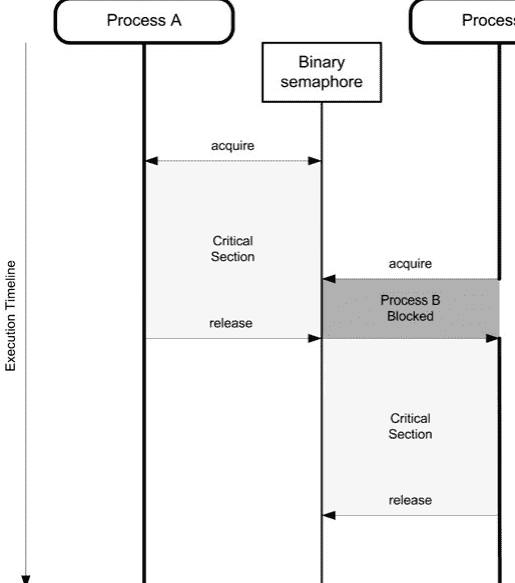 Process A
Process
Binary
semaphore
acquire
Critical
Section
acquire
Process B
Blocked
release
Critical
Section
release
Execution Timeline